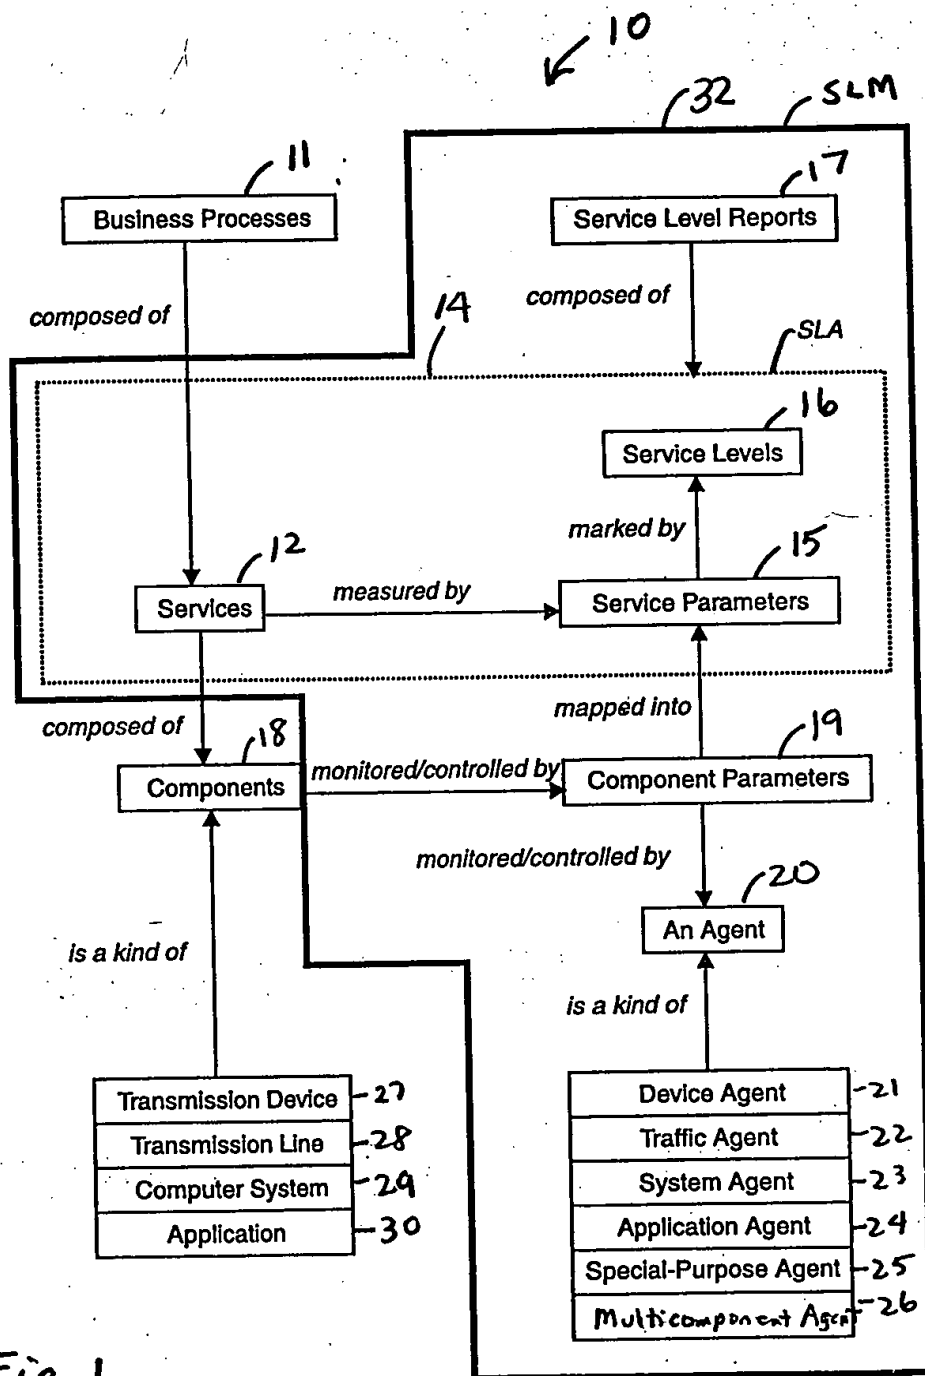 10
32
SLM
11
17
Business Processes
Service Level Reports
composed of
14
composed of
SLA
16
Service Levels
marked by
12
15
Services
measured by
Service Parameters
composed of
mapped into
18
19
Components
monitored/controlled by
Component Parameters
monitored/controlled by
20
An Agent
is a kind of
is a kind of
Transmission Device
27
Transmission Line
28
Computer System
29
Application
30
Device Agent
21
Traffic Agent
22
System Agent
23
Application Agent
24
Special-Purpose Agent
25
Multicomponent Agent
26
Fig. 1